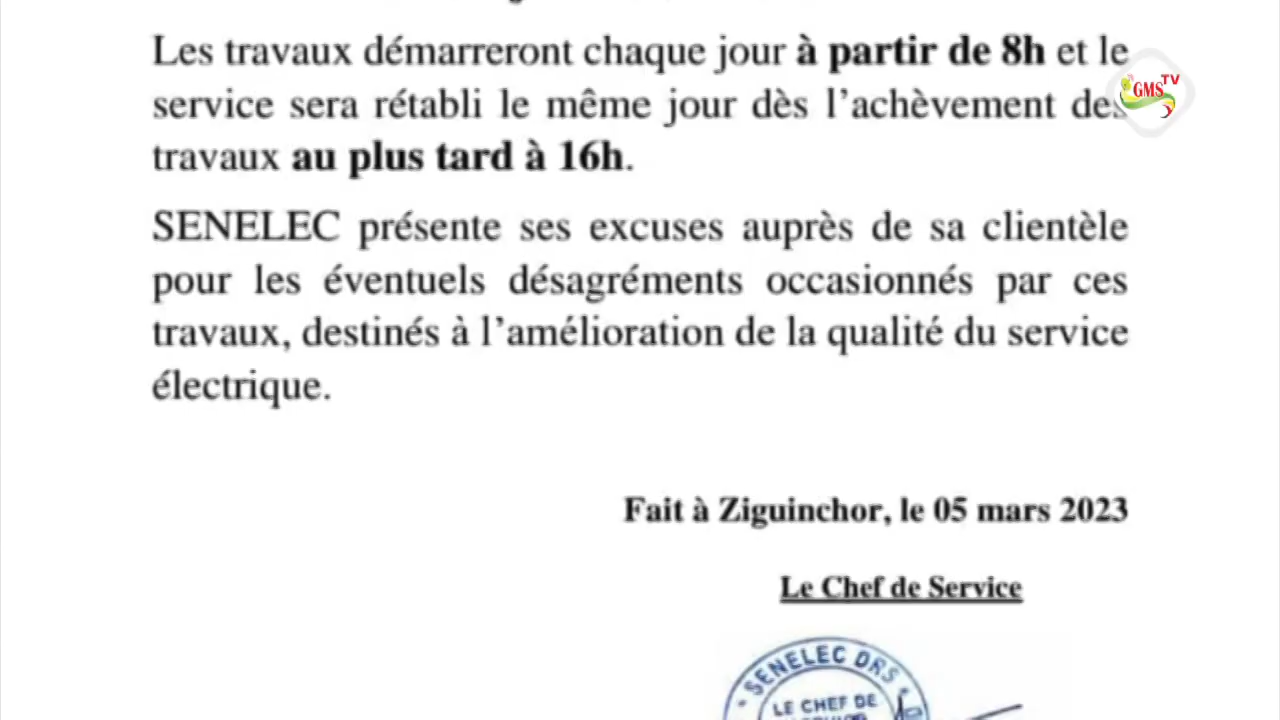 Les travaux démarreront chaque jour à partir de 8h et le
service sera rétabli le même jour dès l'achèvement des
travaux au plus tard à 16h.
SENELEC présente ses excuses auprès de sa clientèle
pour les éventuels désagréments occasionnés par ces
travaux, destinés à l'amélioration de la qualité du service
électrique.
Fait à Ziguinchor, le 05 mars 2023
Le Chef de Service
SENELEC DRS
LE CHEF DE
GMS TV